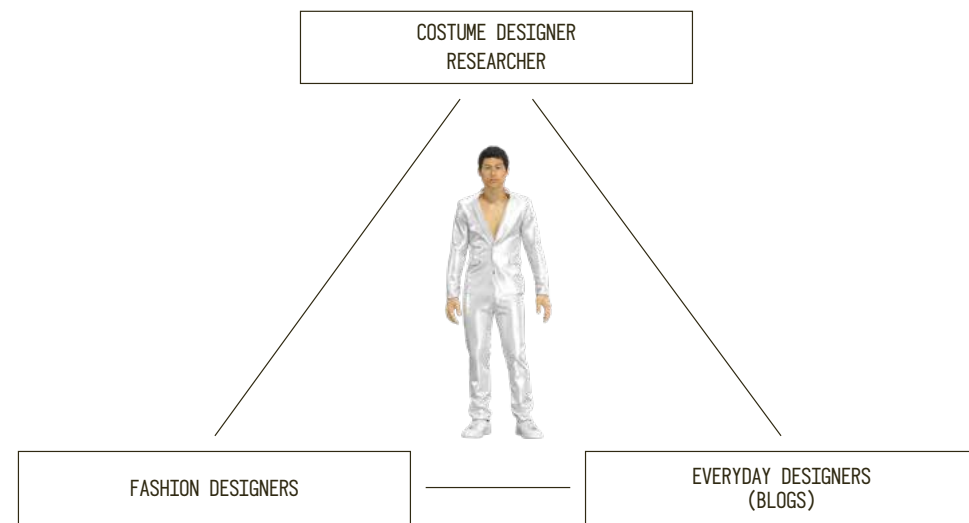 COSTUME DESIGNER
RESEARCHER
FASHION DESIGNERS
EVERYDAY DESIGNERS
(BLOGS)